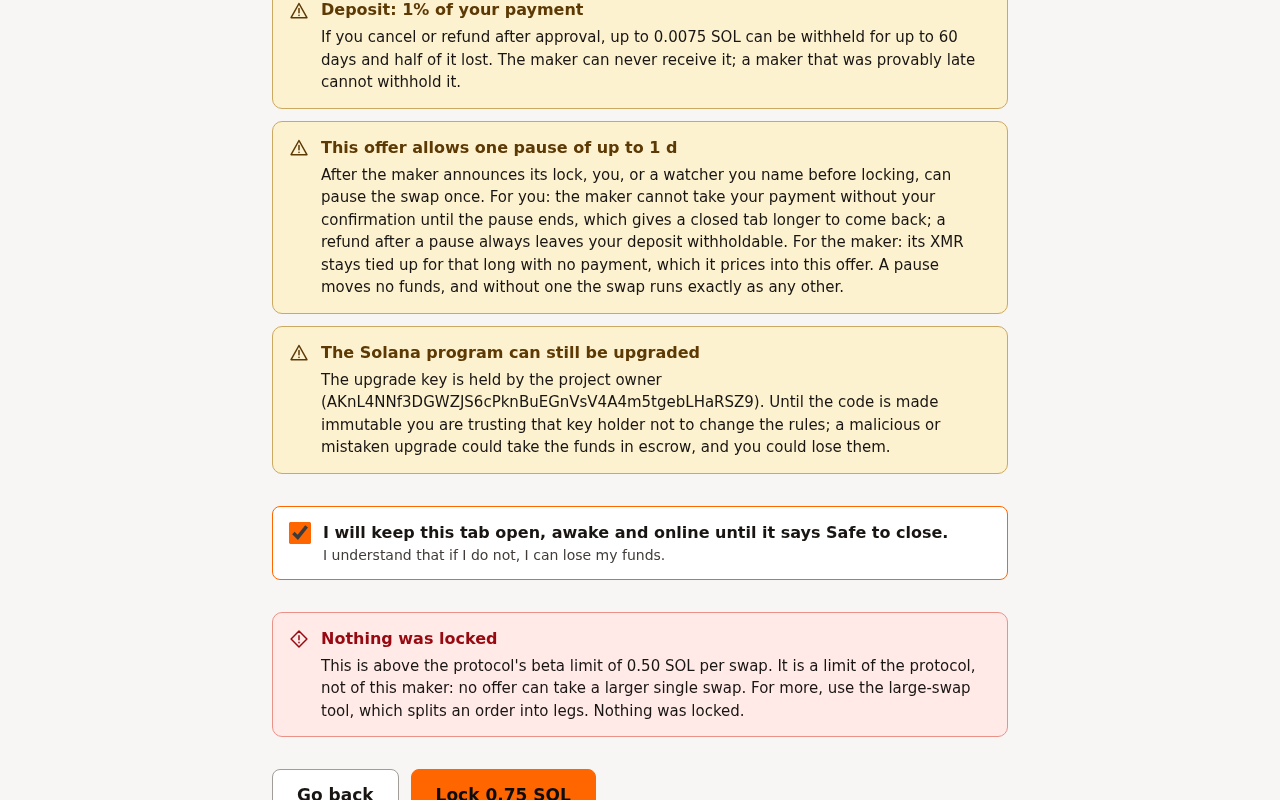 Deposit: 1% of your payment
If you cancel or refund after approval, up to 0.0075 SOL can be withheld for up to 60
days and half of it lost. The maker can never receive it; a maker that was provably late
cannot withhold it.
This offer allows one pause of up to 1 d
After the maker announces its lock, you, or a watcher you name before locking, can
pause the swap once. For you: the maker cannot take your payment without your
confirmation until the pause ends, which gives a closed tab longer to come back; a
refund after a pause always leaves your deposit withholdable. For the maker: its XMR
stays tied up for that long with no payment, which it prices into this offer. A pause
moves no funds, and without one the swap runs exactly as any other.
The Solana program can still be upgraded
The upgrade key is held by the project owner
(AKnL4NNf3DGWZJS6cPknBuEGnVsV4A4m5tgebLHaRSZ9). Until the code is made
immutable you are trusting that key holder not to change the rules; a malicious or
mistaken upgrade could take the funds in escrow, and you could lose them.
I will keep this tab open, awake and online until it says Safe to close.
I understand that if I do not, I can lose my funds.
Nothing was locked
This is above the protocol's beta limit of 0.50 SOL per swap. It is a limit of the protocol,
not of this maker: no offer can take a larger single swap. For more, use the large-swap
tool, which splits an order into legs. Nothing was locked.
Go back
Lock 0.75 SOL